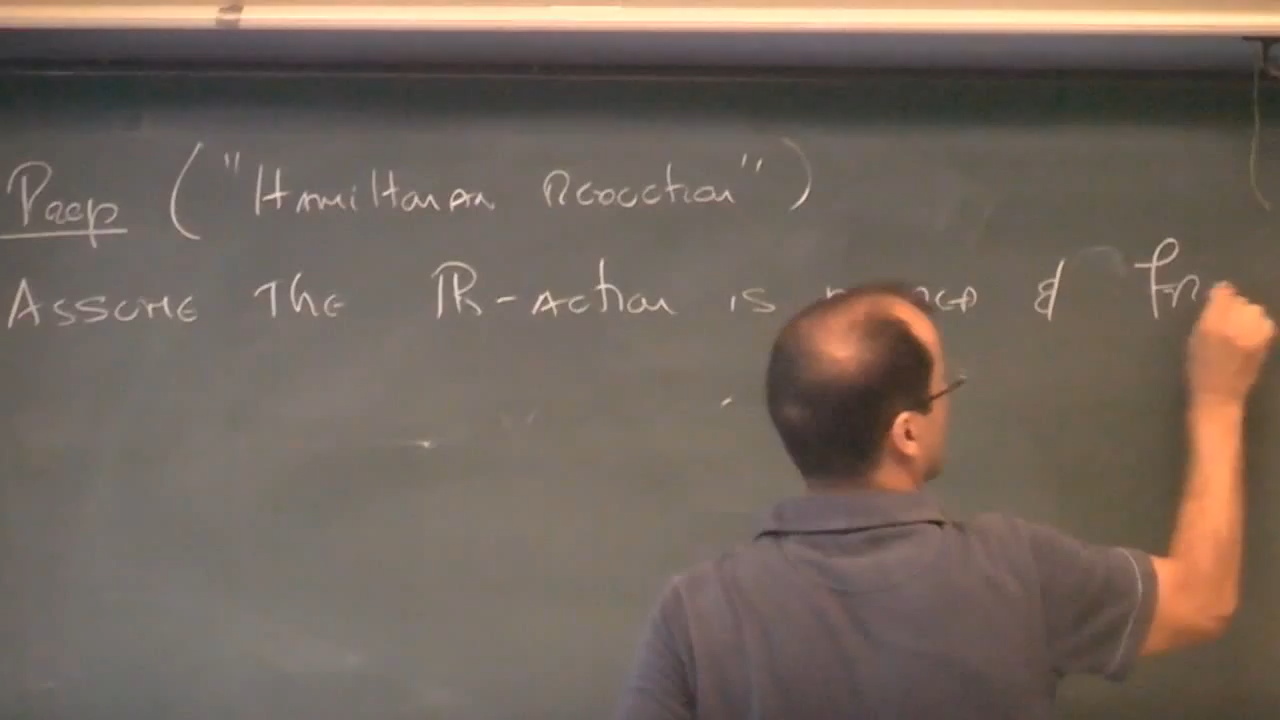 Prop ("Hamiltonian Reduction")
Assume the R-action is &